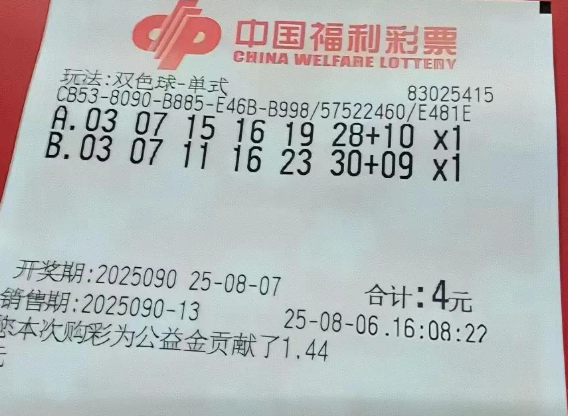 中国福利彩票
CHINA WELFARE LOTTERY
玩法:双色球-单式
83025415
CB53-8090-B885-E46B-B998/57522460/E481E
A.03 07 15 16 19 28+10 x1
B.03 07 11 16 23 30+09 x1
开奖期:2025090 25-08-07
合计:4元
销售期:2025090-13
25-08-06.16:08:22
您本次购彩为公益金贡献了1.44
元